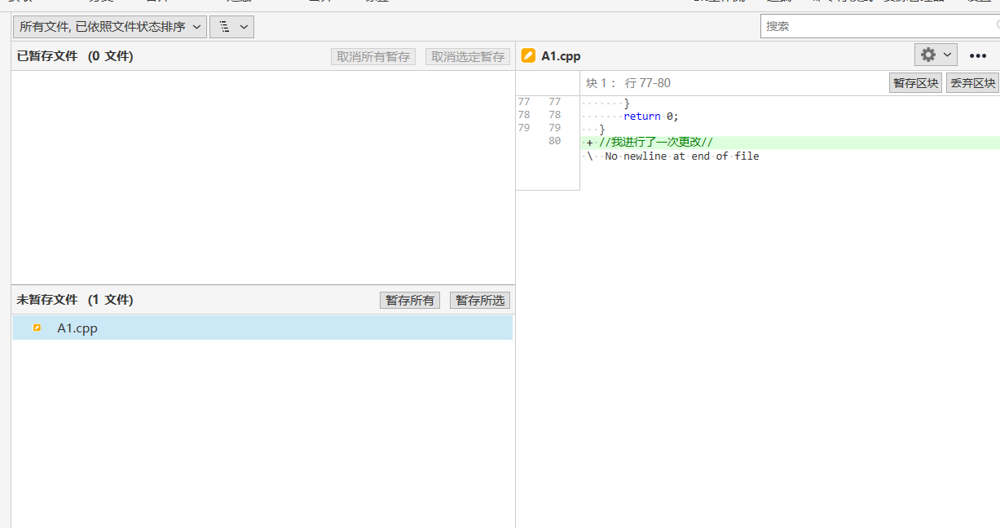 所有文件, 已依照文件状态排序
搜索
已暂存文件 (0 文件)
取消所有暂存
取消选定暂存
A1.cpp
块 1： 行 77-80
暂存区块
丢弃区块
77 77 }
78 78 return 0;
79 79 }
80 + //我进行了一次更改//
\ No newline at end of file
未暂存文件 (1 文件)
暂存所有
暂存所选
A1.cpp